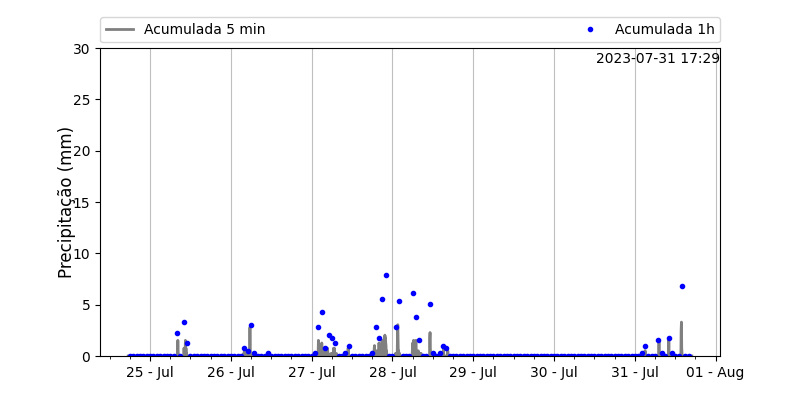 Acumulada 5 min
Acumulada 1h
2023-07-31 17:29
Precipitação (mm)
30
25
20
15
10
5
0
25 - Jul
26 - Jul
27 - Jul
28 - Jul
29 - Jul
30 - Jul
31 - Jul
01 - Aug